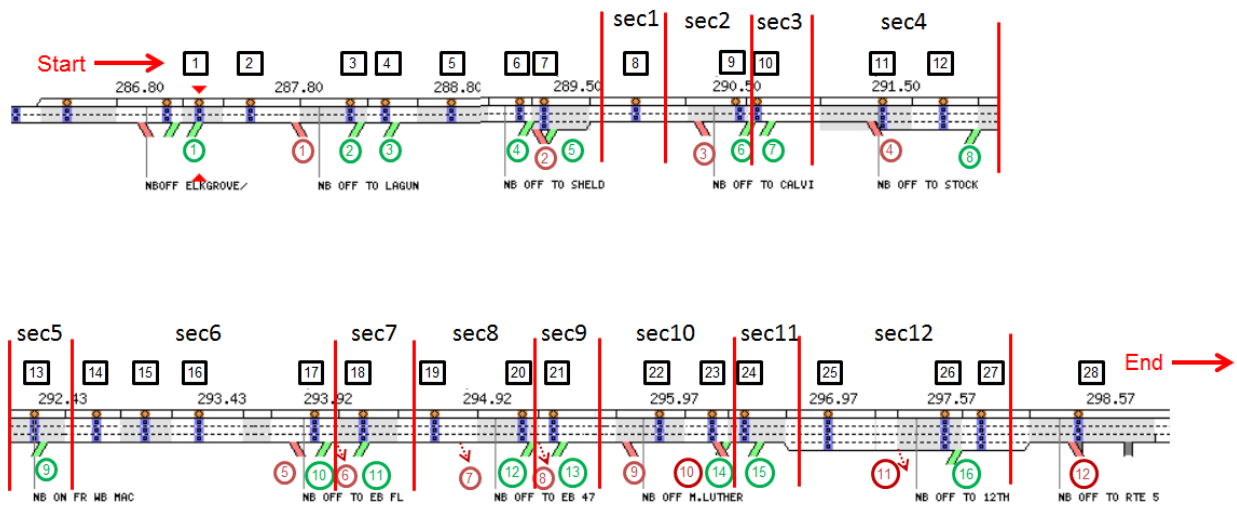 sec1 sec2 sec3 sec4
Start 1 2 3 4 5 6 7 8 9 10 11 12
286.80 287.80 288.80 289.50 290.50 291.50
1 1 2 3 4 2 5 3 6 7 4 8
NBOFF ELKGROVE/ NB OFF TO LAGUN NB OFF TO SHELD NB OFF TO CALVI NB OFF TO STOCK
sec5 sec6 sec7 sec8 sec9 sec10 sec11 sec12
13 14 15 16 17 18 19 20 21 22 23 24 25 26 27 28 End
292.43 293.43 293.92 294.92 295.97 296.97 297.57 298.57
9 5 10 6 11 7 12 8 13 9 10 14 15 11 16 12
NB ON FR WB MAC NB OFF TO EB FL NB OFF TO EB 47 NB OFF M.LUTHER NB OFF TO 12TH NB OFF TO RTE 5